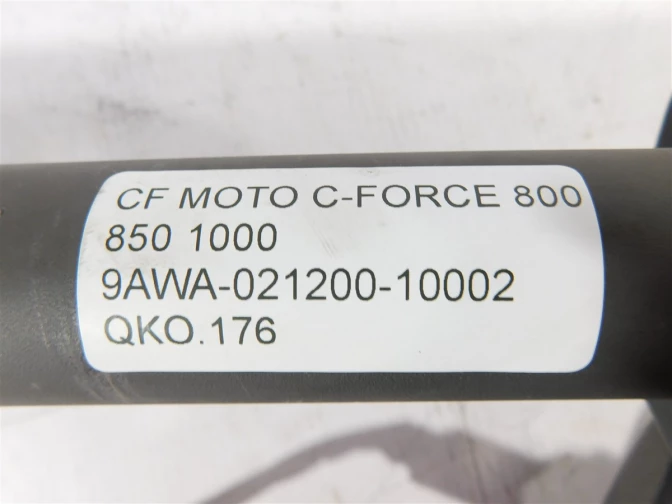 CF MOTO C-FORCE 800
850 1000
9AWA-021200-10002
QKO.176